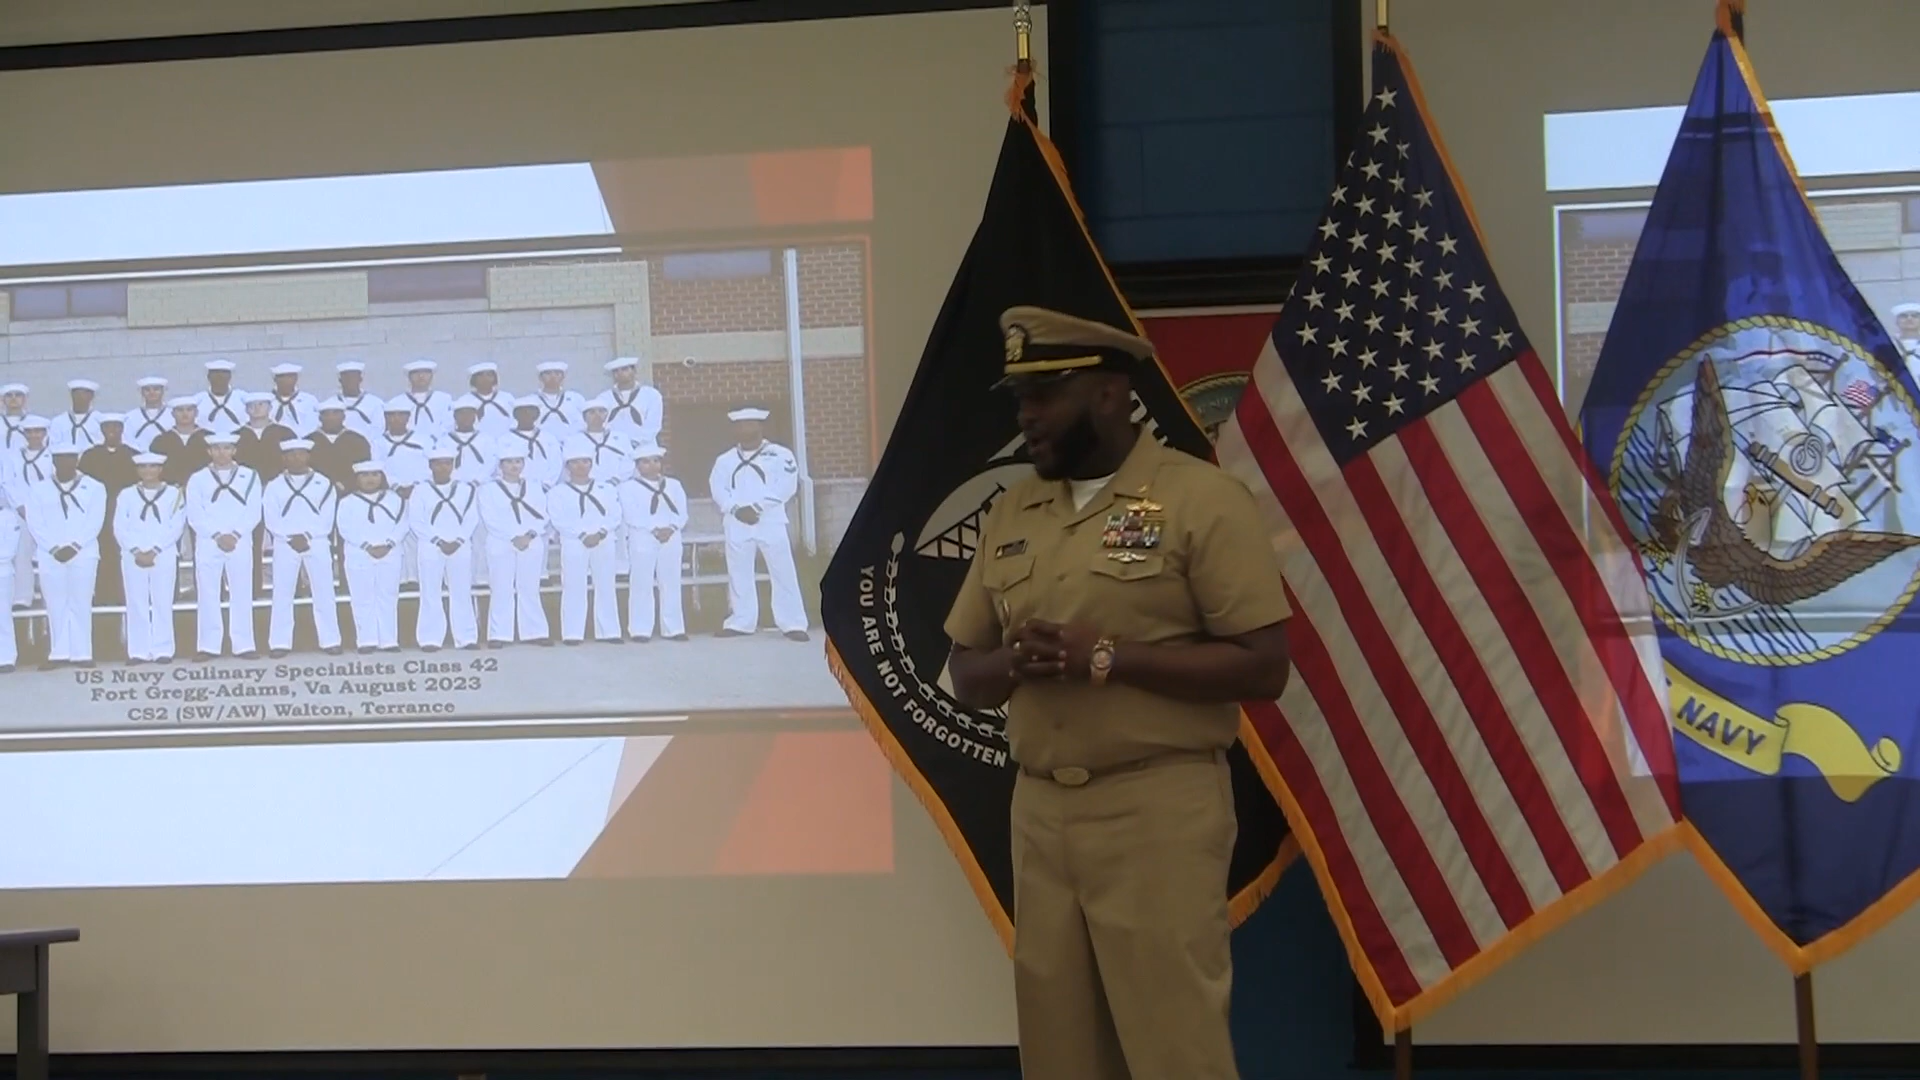 US Navy Culinary Specialists Class 42
Fort Gregg-Adams, Va August 2023
CS2 (SW/AW) Walton, Terrance
YOU ARE NOT FORGOTTEN
NAVY